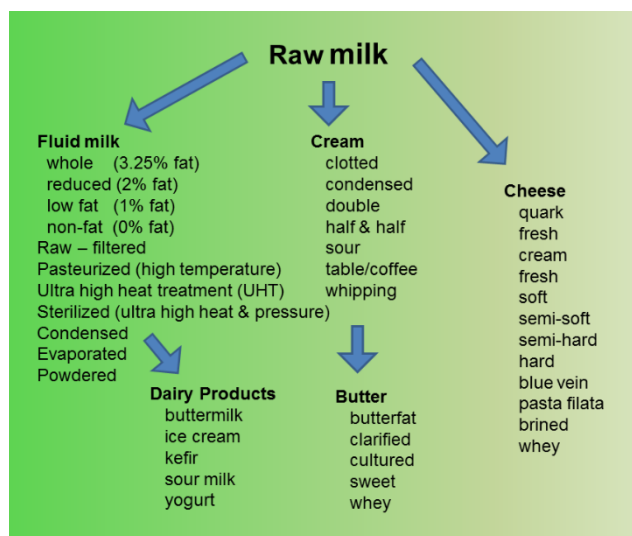 Raw milk
Fluid milk
whole (3.25% fat)
reduced (2% fat)
low fat (1% fat)
non-fat (0% fat)
Raw – filtered
Pasteurized (high temperature)
Ultra high heat treatment (UHT)
Sterilized (ultra high heat & pressure)
Condensed
Evaporated
Powdered
Cream
clotted
condensed
double
half & half
sour
table/coffee
whipping
Cheese
quark
fresh
cream
fresh
soft
semi-soft
semi-hard
hard
blue vein
pasta filata
brined
whey
Dairy Products
buttermilk
ice cream
kefir
sour milk
yogurt
Butter
butterfat
clarified
cultured
sweet
whey